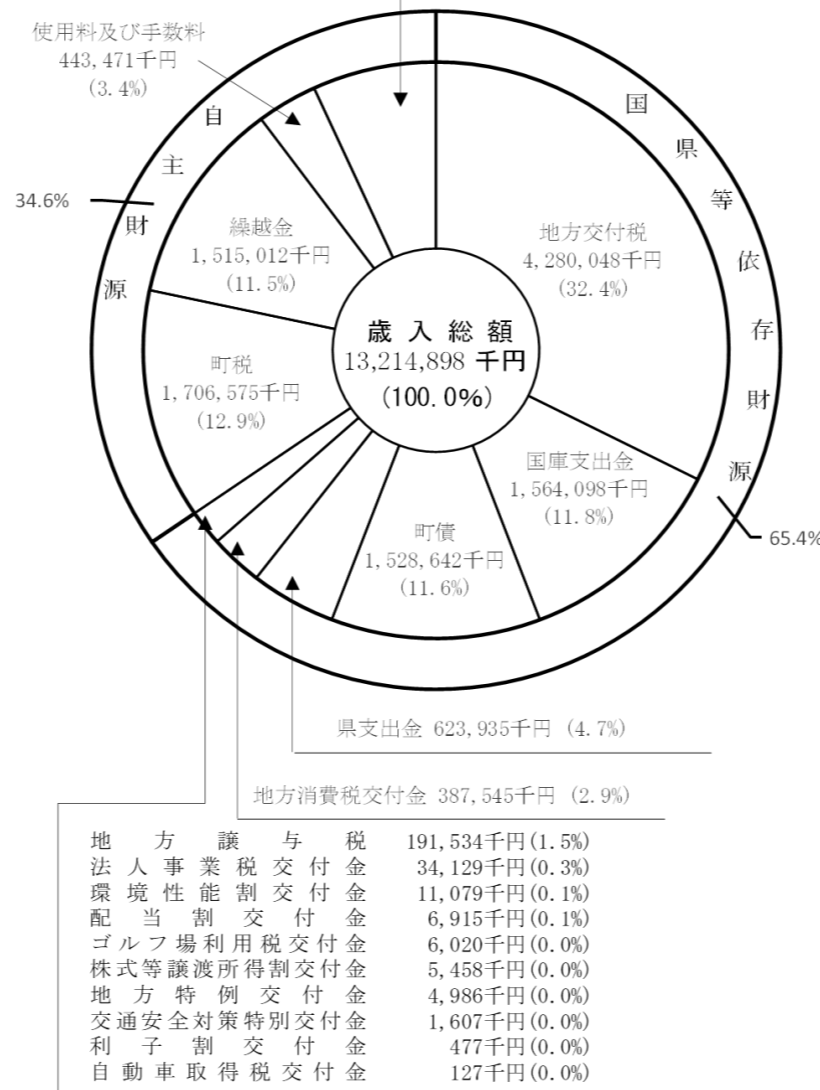 使用料及び手数料
443,471千円
(3.4%)
自主財源
34.6%
国県等依存財源
65.4%
繰越金
1,515,012千円
(11.5%)
地方交付税
4,280,048千円
(32.4%)
歳入総額
13,214,898 千円
(100.0%)
町税
1,706,575千円
(12.9%)
国庫支出金
1,564,098千円
(11.8%)
町債
1,528,642千円
(11.6%)
県支出金 623,935千円 (4.7%)
地方消費税交付金 387,545千円 (2.9%)
地方譲与税 191,534千円(1.5%)
法人事業税交付金 34,129千円(0.3%)
環境性能割交付金 11,079千円(0.1%)
配当割交付金 6,915千円(0.1%)
ゴルフ場利用税交付金 6,020千円(0.0%)
株式等譲渡所得割交付金 5,458千円(0.0%)
地方特例交付金 4,986千円(0.0%)
交通安全対策特別交付金 1,607千円(0.0%)
利子割交付金 477千円(0.0%)
自動車取得税交付金 127千円(0.0%)